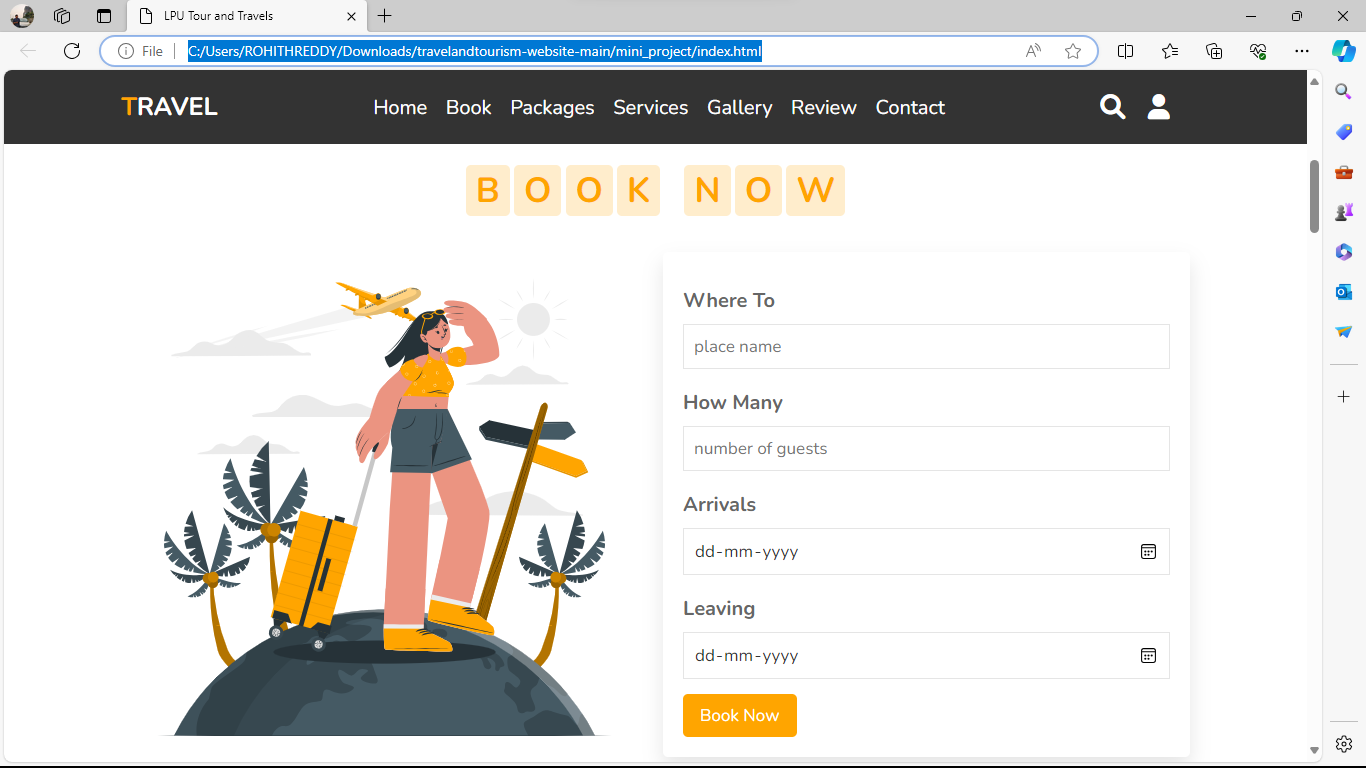 LPU Tour and Travels
File
C:/Users/ROHITHREDDY/Downloads/travelandtourism-website-main/mini_project/index.html
TRAVEL
Home Book Packages Services Gallery Review Contact
BOOK NOW
Where To
place name
How Many
number of guests
Arrivals
dd-mm-yyyy
Leaving
dd-mm-yyyy
Book Now